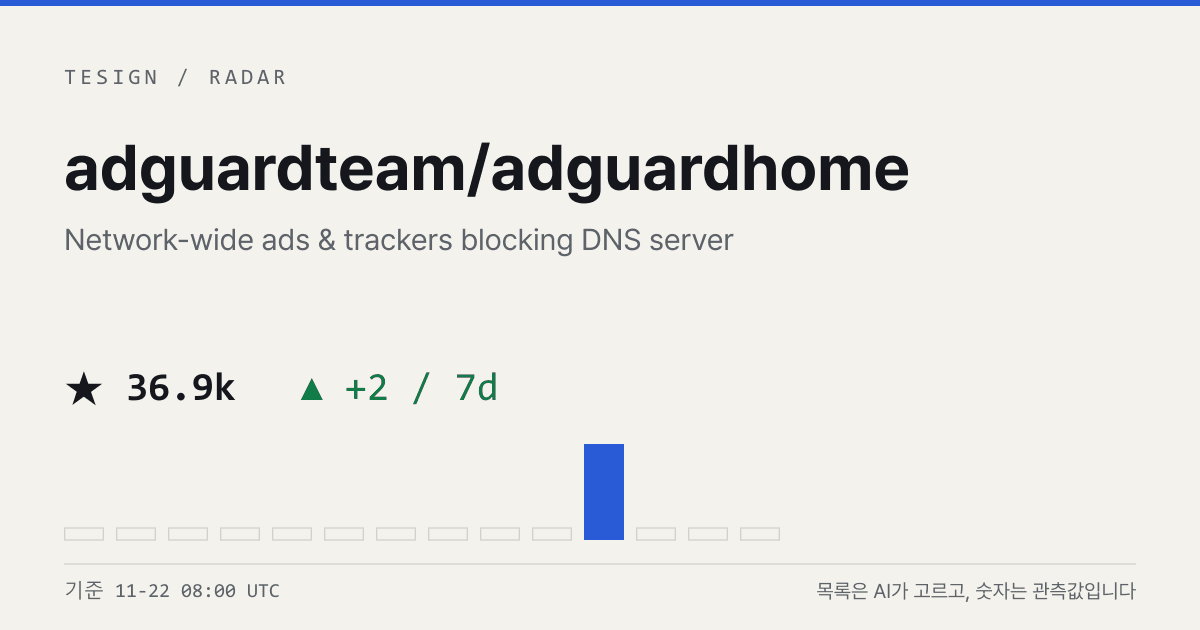 TESIGN / RADAR
adguardteam/adguardhome
Network-wide ads & trackers blocking DNS server
★ 36.9k ▲ +2 / 7d
기준 11-22 08:00 UTC
목록은 AI가 고르고, 숫자는 관측값입니다